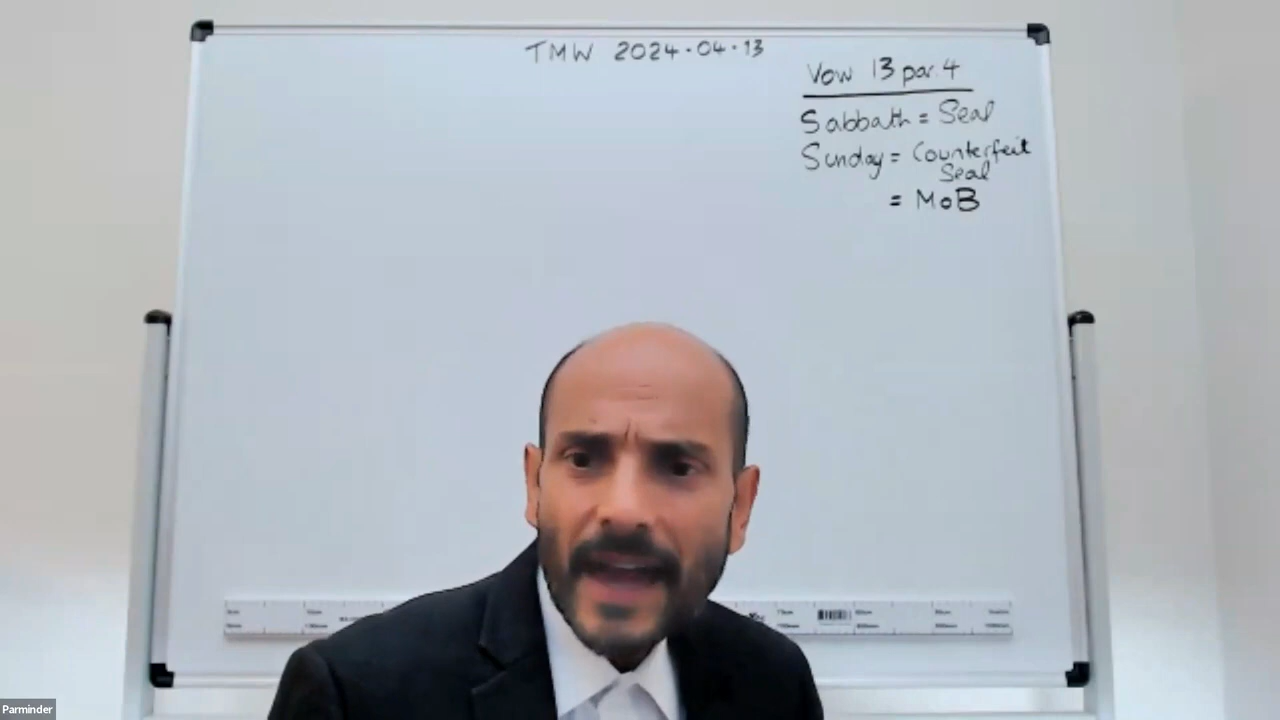 TMW 2024.04.13
Vow 13 par. 4
Sabbath = Seal
Sunday = Counterfeit
Seal
= MoB
Parminder